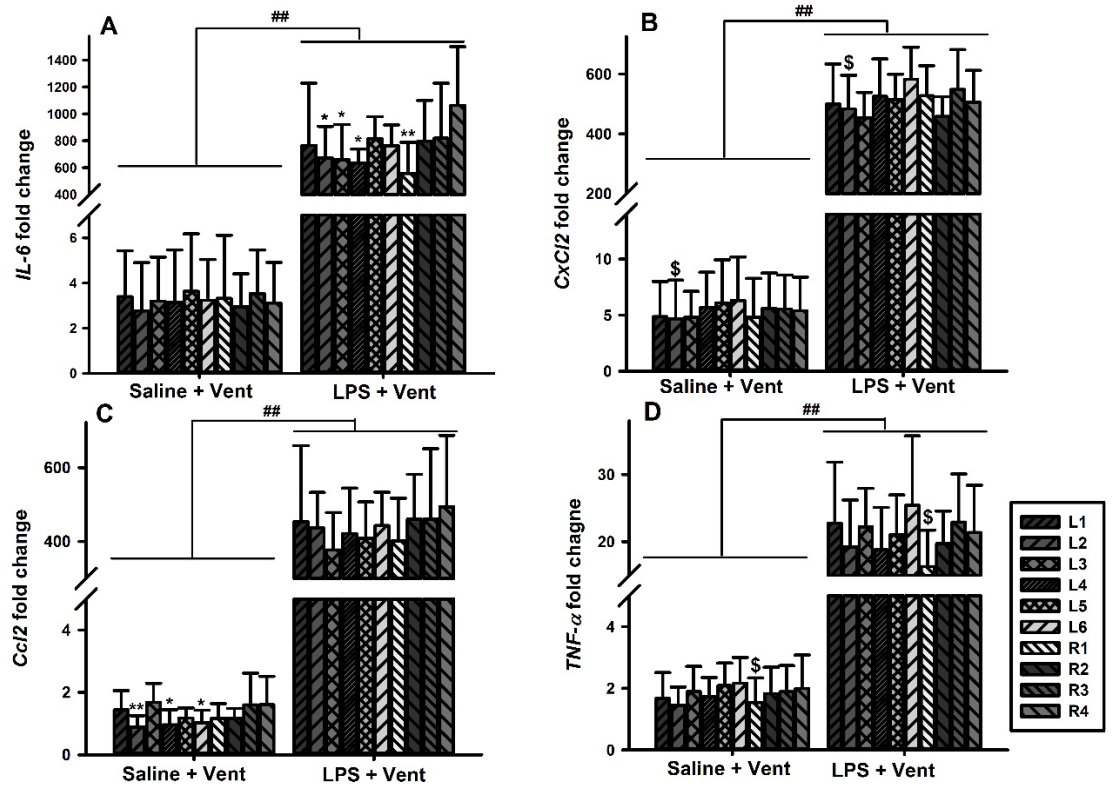 A
##
IL-6 fold change
1400
1200
1000
800
600
400
6
4
2
0
* * * **
Saline + Vent LPS + Vent
B
##
CxCl2 fold change
600
400
200
10
5
0
$
$
Saline + Vent LPS + Vent
C
##
Ccl2 fold change
600
400
4
2
0
** * *
Saline + Vent LPS + Vent
D
##
TNF-α fold chagne
30
20
4
2
0
$
$
Saline + Vent LPS + Vent
L1
L2
L3
L4
L5
L6
R1
R2
R3
R4